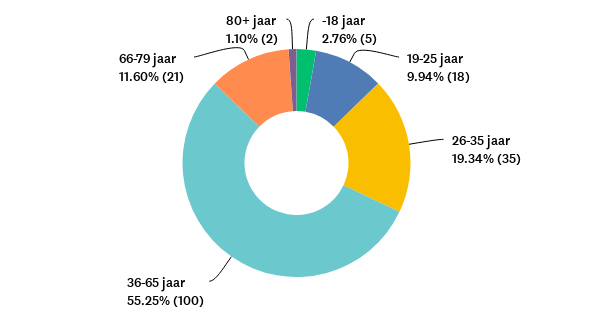 80+ jaar
1.10% (2)
-18 jaar
2.76% (5)
66-79 jaar
11.60% (21)
19-25 jaar
9.94% (18)
26-35 jaar
19.34% (35)
36-65 jaar
55.25% (100)